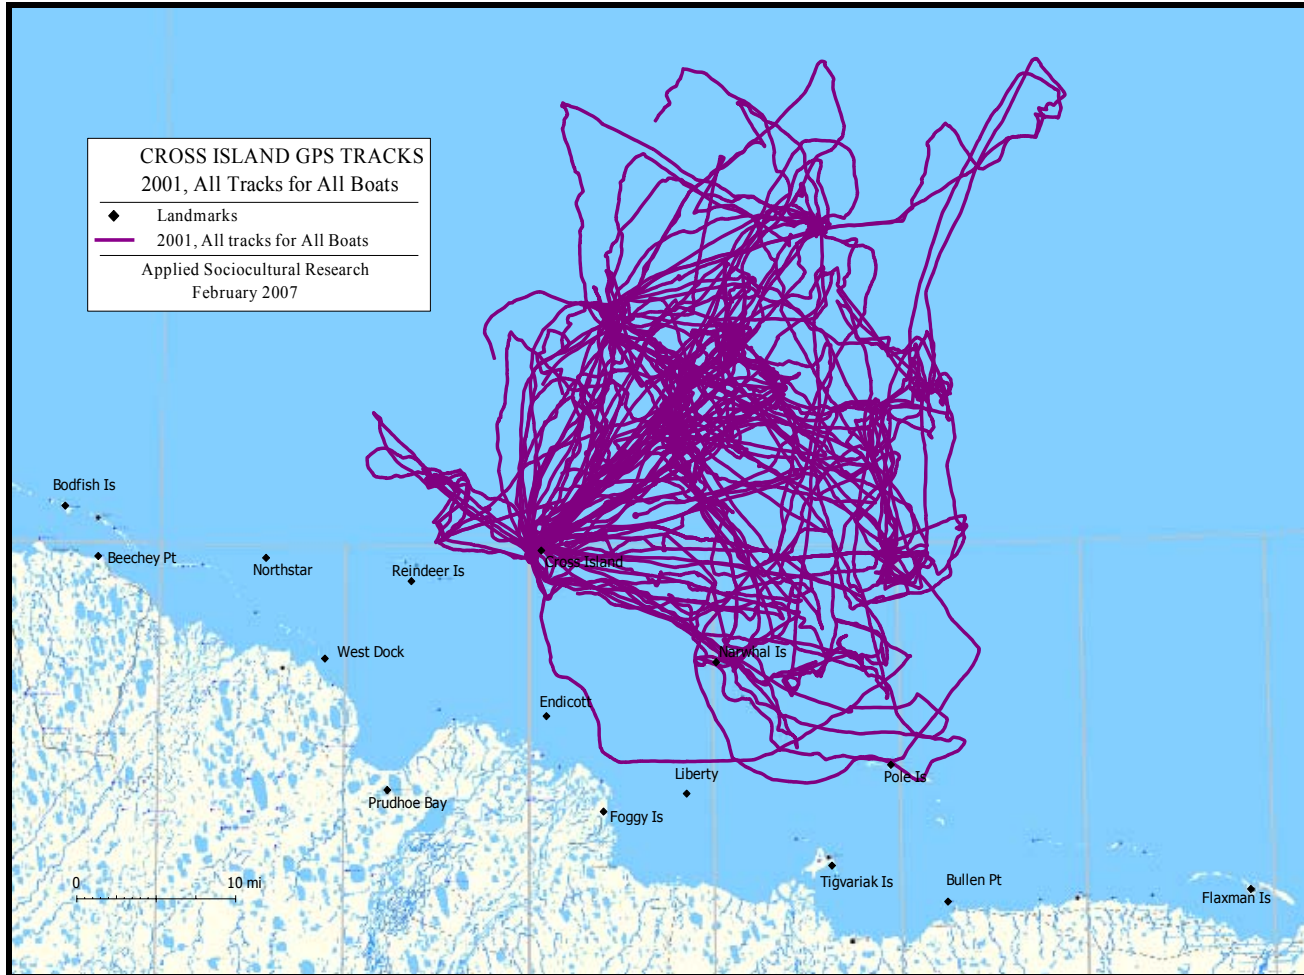 CROSS ISLAND GPS TRACKS
2001, All Tracks for All Boats
Landmarks
2001, All tracks for All Boats
Applied Sociocultural Research
February 2007
Bodfish Is
Beechey Pt
Northstar
Reindeer Is
Cross Island
West Dock
Narwhal Is
Endicott
Liberty
Pole Is
Prudhoe Bay
Foggy Is
Tigvariak Is
Bullen Pt
Flaxman Is
0 10 mi